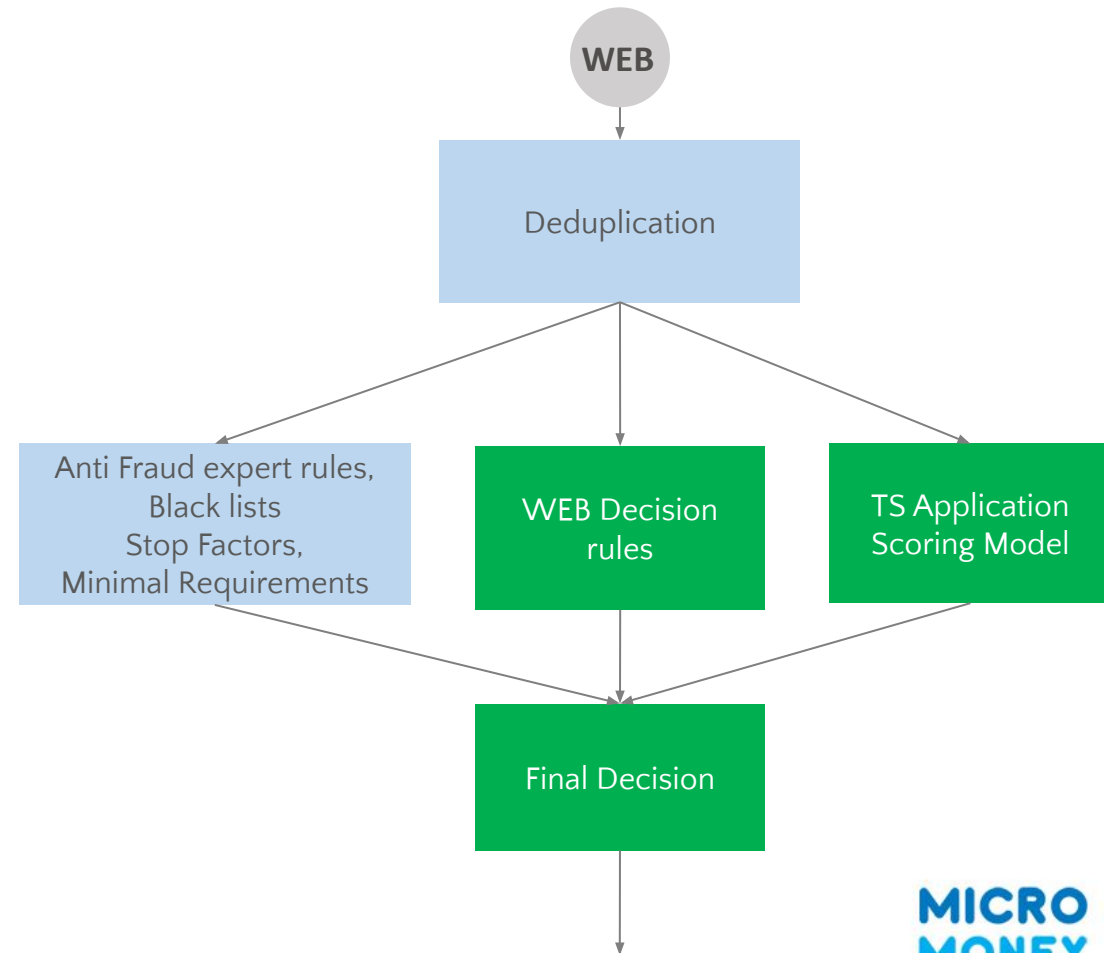 WEB
Deduplication
Anti Fraud expert rules,
Black lists
Stop Factors,
Minimal Requirements
WEB Decision
rules
TS Application
Scoring Model
Final Decision
MICRO
MONEY